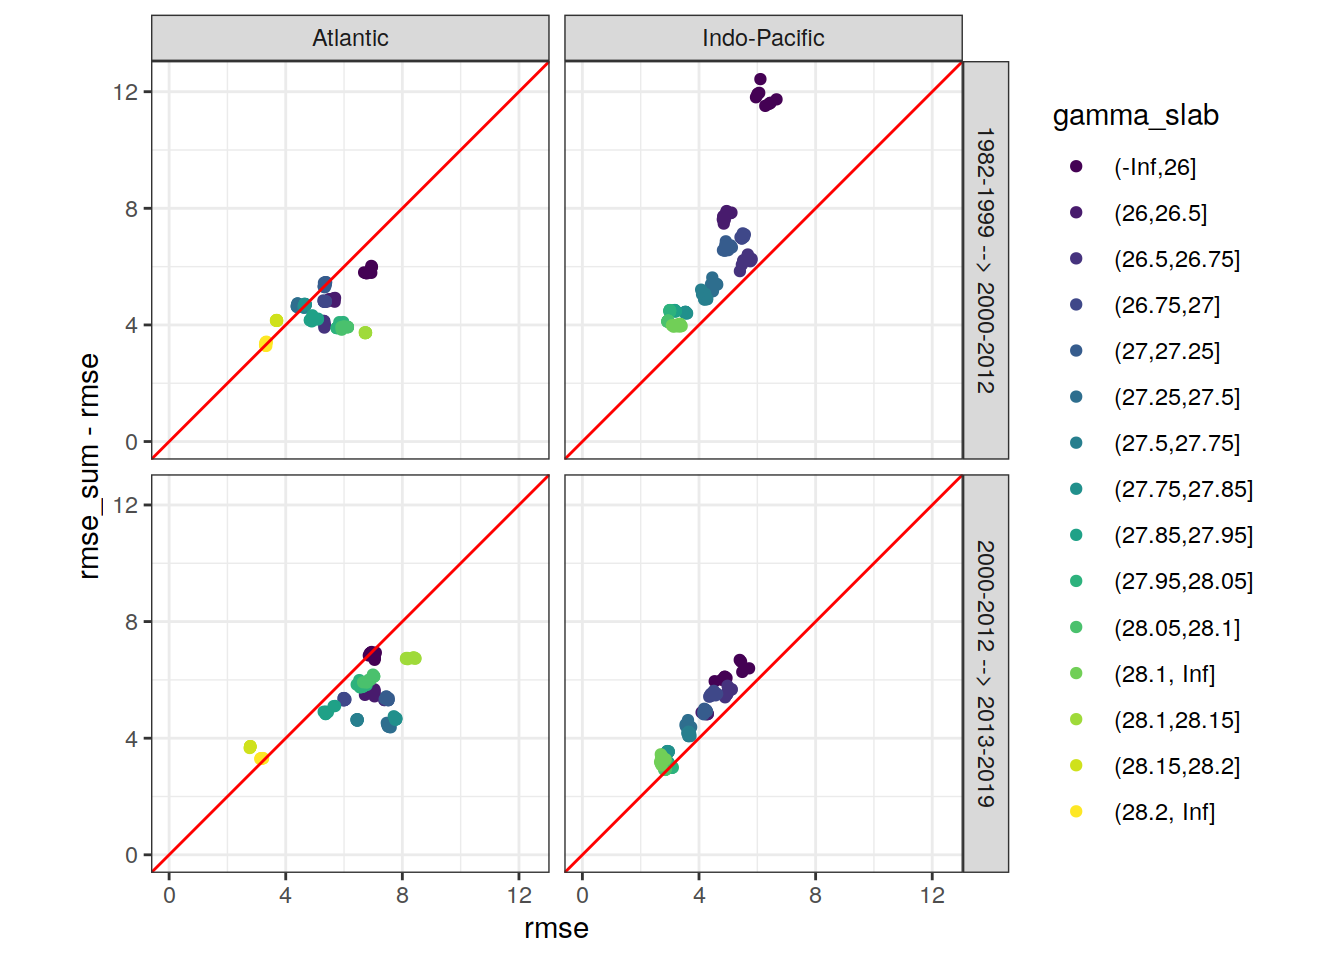 Atlantic
Indo-Pacific
12
8
4
0
1982-1999 --> 2000-2012
12
8
4
0
2000-2012 --> 2013-2019
0
4
8
12
0
4
8
12
rmse
rmse_sum - rmse
gamma_slab
(-Inf,26]
(26,26.5]
(26.5,26.75]
(26.75,27]
(27,27.25]
(27.25,27.5]
(27.5,27.75]
(27.75,27.85]
(27.85,27.95]
(27.95,28.05]
(28.05,28.1]
(28.1, Inf]
(28.1,28.15]
(28.15,28.2]
(28.2, Inf]